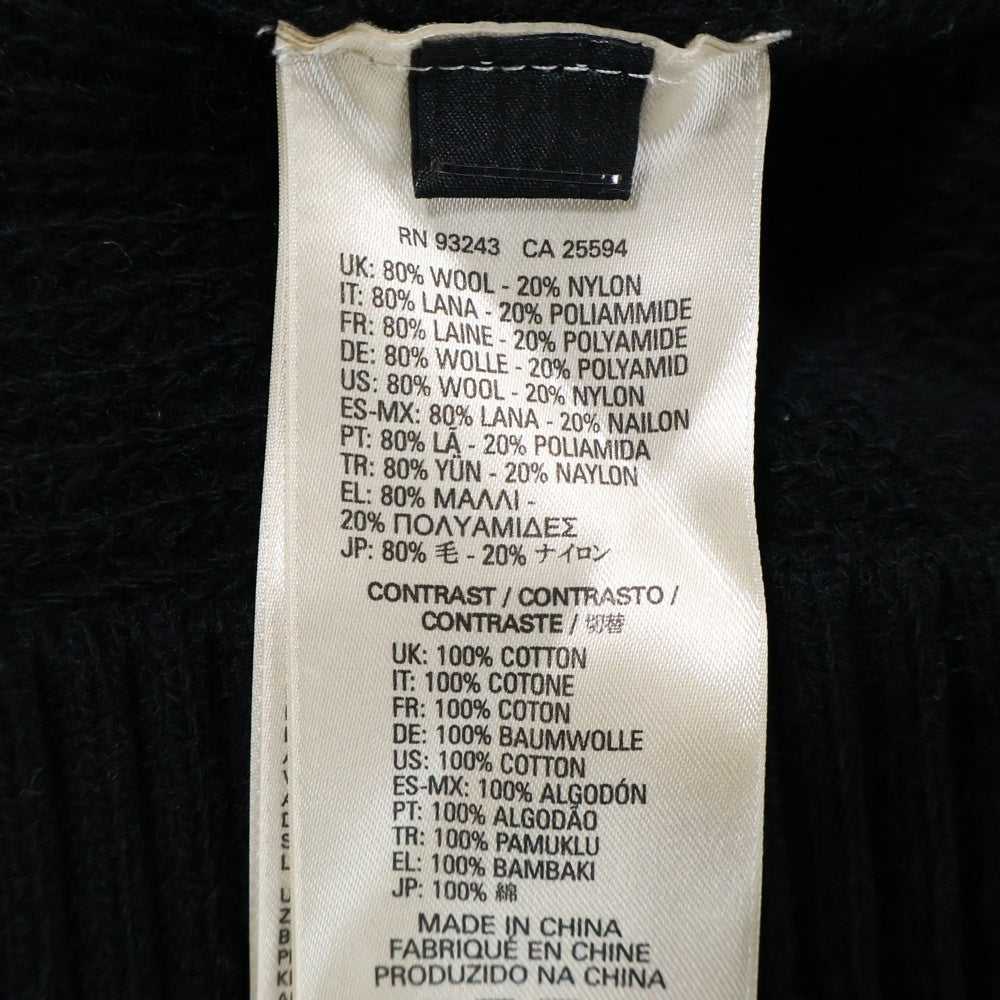 RN 93243 CA 25594
UK: 80% WOOL - 20% NYLON
IT: 80% LANA - 20% POLIAMMIDE
FR: 80% LAINE - 20% POLYAMIDE
DE: 80% WOLLE - 20% POLYAMID
US: 80% WOOL - 20% NYLON
ES-MX: 80% LANA - 20% NAILON
PT: 80% LÃ - 20% POLIAMIDA
TR: 80% YÜN - 20% NAYLON
EL: 80% ΜΑΛΛΙ -
20% ΠΟΛΥΑΜΙΔΕΣ
JP: 80% 毛 - 20% ナイロン
CONTRAST / CONTRASTO /
CONTRASTE / 切替
UK: 100% COTTON
IT: 100% COTONE
FR: 100% COTON
DE: 100% BAUMWOLLE
US: 100% COTTON
ES-MX: 100% ALGODÓN
PT: 100% ALGODÃO
TR: 100% PAMUKLU
EL: 100% ΒΑΜΒΑΚΙ
JP: 100% 綿
MADE IN CHINA
FABRIQUÉ EN CHINE
PRODUZIDO NA CHINA